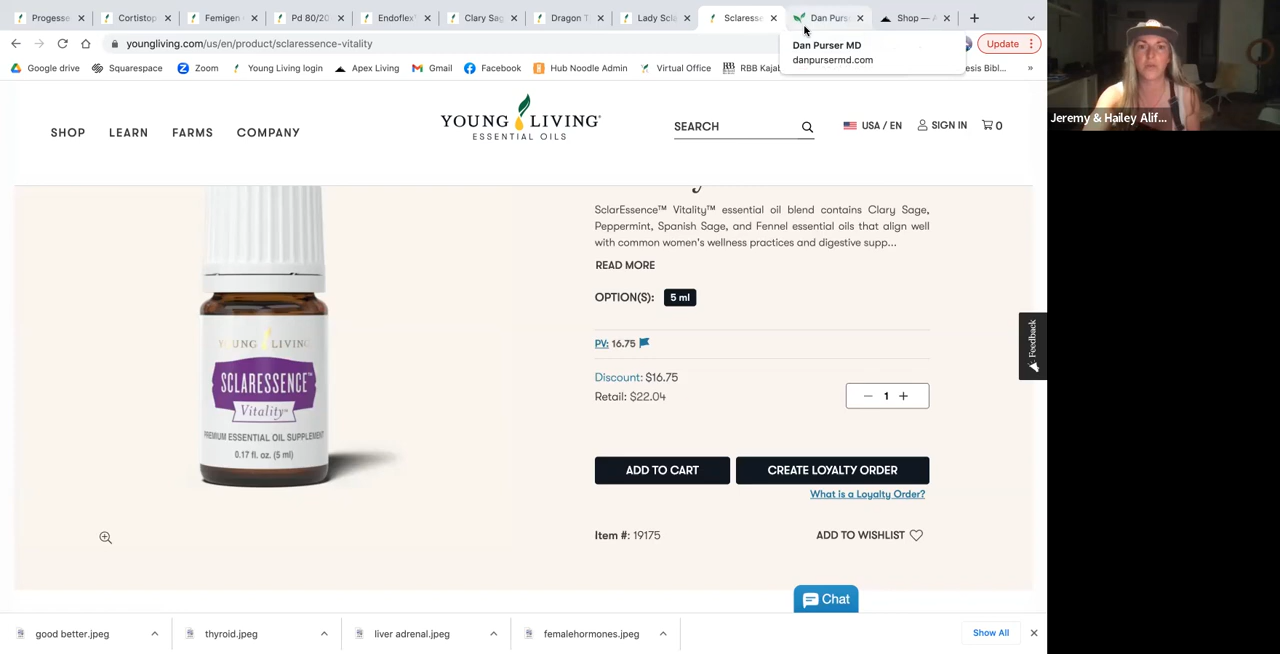 Progesse
Cortistop
Femigen
Pd 80/20
Endoflex
Clary Sag
Dragon T
Lady Scla
Sclaresse
Dan Purs
Shop —
youngliving.com/us/en/product/sclaressence-vitality
Dan Purser MD
danpursermd.com
Update
Google drive
Squarespace
Zoom
Young Living login
Apex Living
Gmail
Facebook
Hub Noodle Admin
Virtual Office
RBB Kajab
esis Bibl...
»
SHOP
LEARN
FARMS
COMPANY
YOUNG LIVING
ESSENTIAL OILS
SEARCH
USA / EN
SIGN IN
0
SclarEssence™ Vitality™ essential oil blend contains Clary Sage,
Peppermint, Spanish Sage, and Fennel essential oils that align well
with common women's wellness practices and digestive supp...
READ MORE
OPTION(S): 5 ml
PV: 16.75
Discount: $16.75
Retail: $22.04
− 1 +
ADD TO CART
CREATE LOYALTY ORDER
What is a Loyalty Order?
Item #: 19175
ADD TO WISHLIST
YOUNG LIVING
SCLARESSENCE™
Vitality™
PREMIUM ESSENTIAL OIL SUPPLEMENT
0.17 fl. oz. (5 ml)
Feedback
Chat
good better.jpeg
thyroid.jpeg
liver adrenal.jpeg
femalehormones.jpeg
Show All
Jeremy & Hailey Alif...